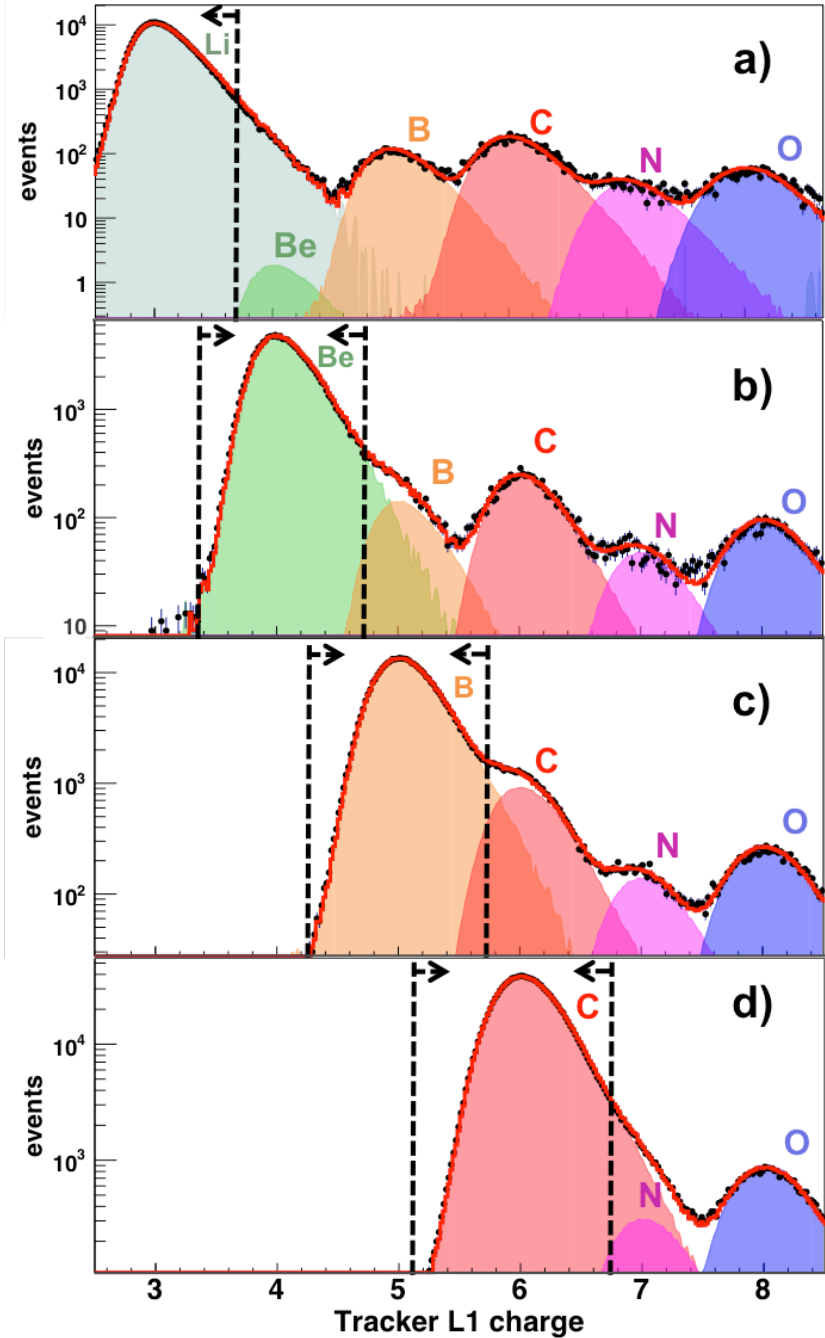 10⁴
Li
a)
10³
B
C
N
O
10²
events
10
Be
1
Be
b)
10³
C
B
N
O
events
10²
10
10⁴
B
c)
C
10³
N
O
events
10²
C
d)
10⁴
events
O
10³
N
3 4 5 6 7 8
Tracker L1 charge